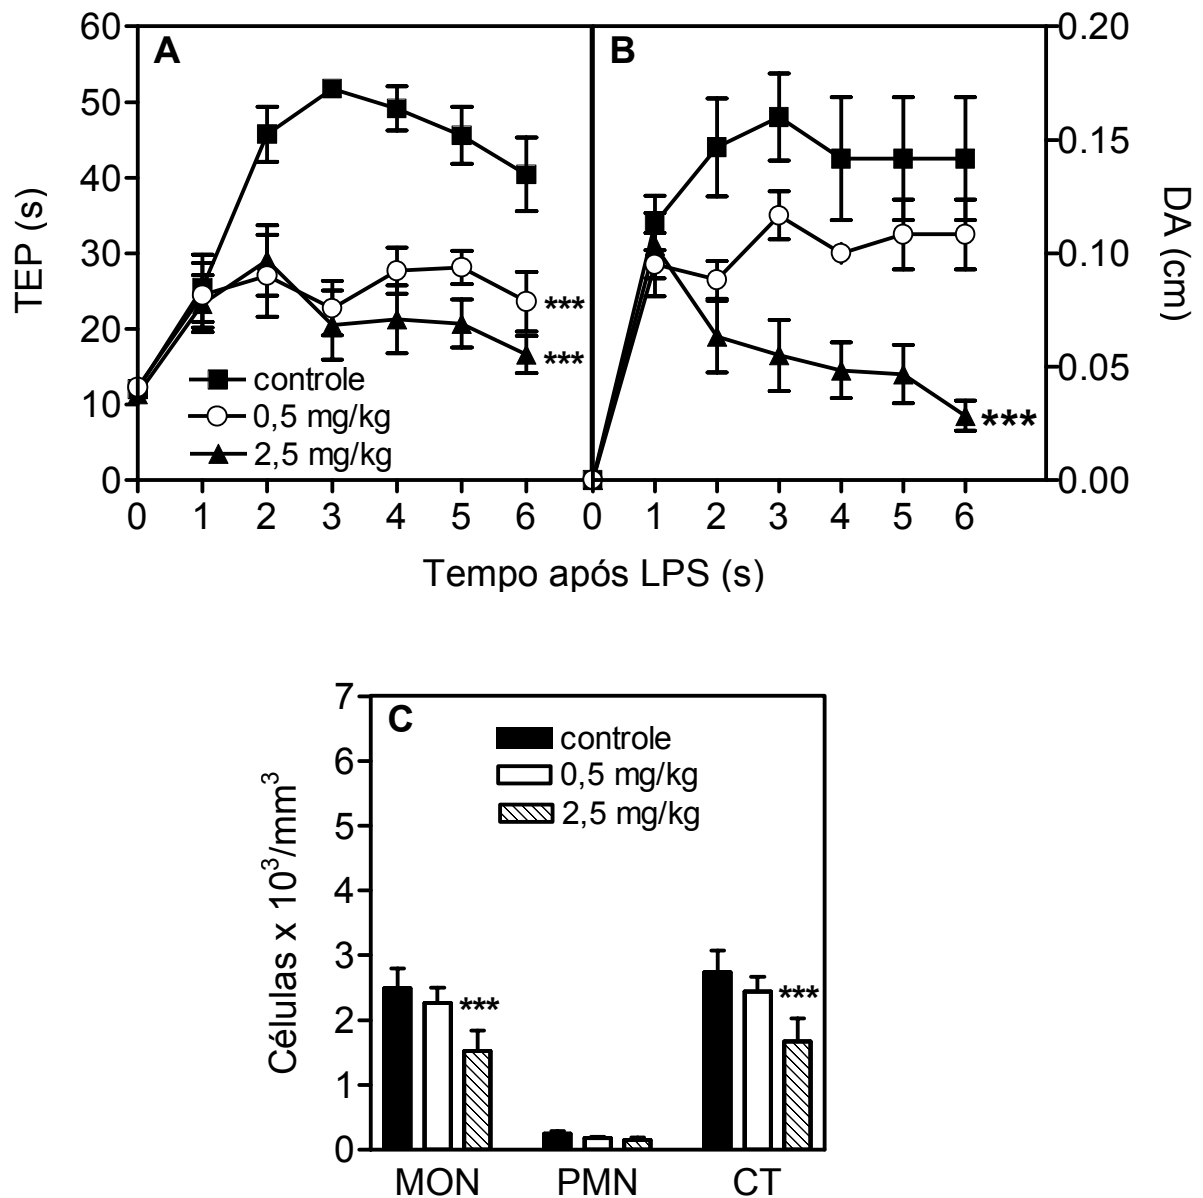 A
B
60
50
40
30
20
10
0
TEP (s)
0.20
0.15
0.10
0.05
0.00
DA (cm)
***
***
***
controle
0,5 mg/kg
2,5 mg/kg
0 1 2 3 4 5 6 0 1 2 3 4 5 6
Tempo após LPS (s)
C
7
6
5
4
3
2
1
0
Células x 10³/mm³
controle
0,5 mg/kg
2,5 mg/kg
***
***
MON PMN CT